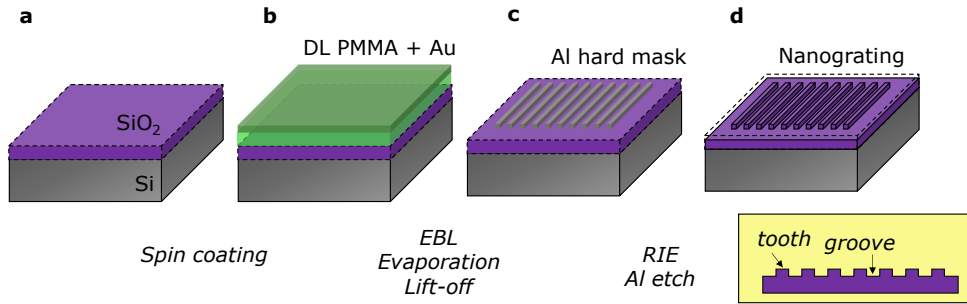 a
b
c
d
DL PMMA + Au
Al hard mask
Nanograting
SiO₂
Si
Spin coating
EBL
Evaporation
Lift-off
RIE
Al etch
tooth
groove